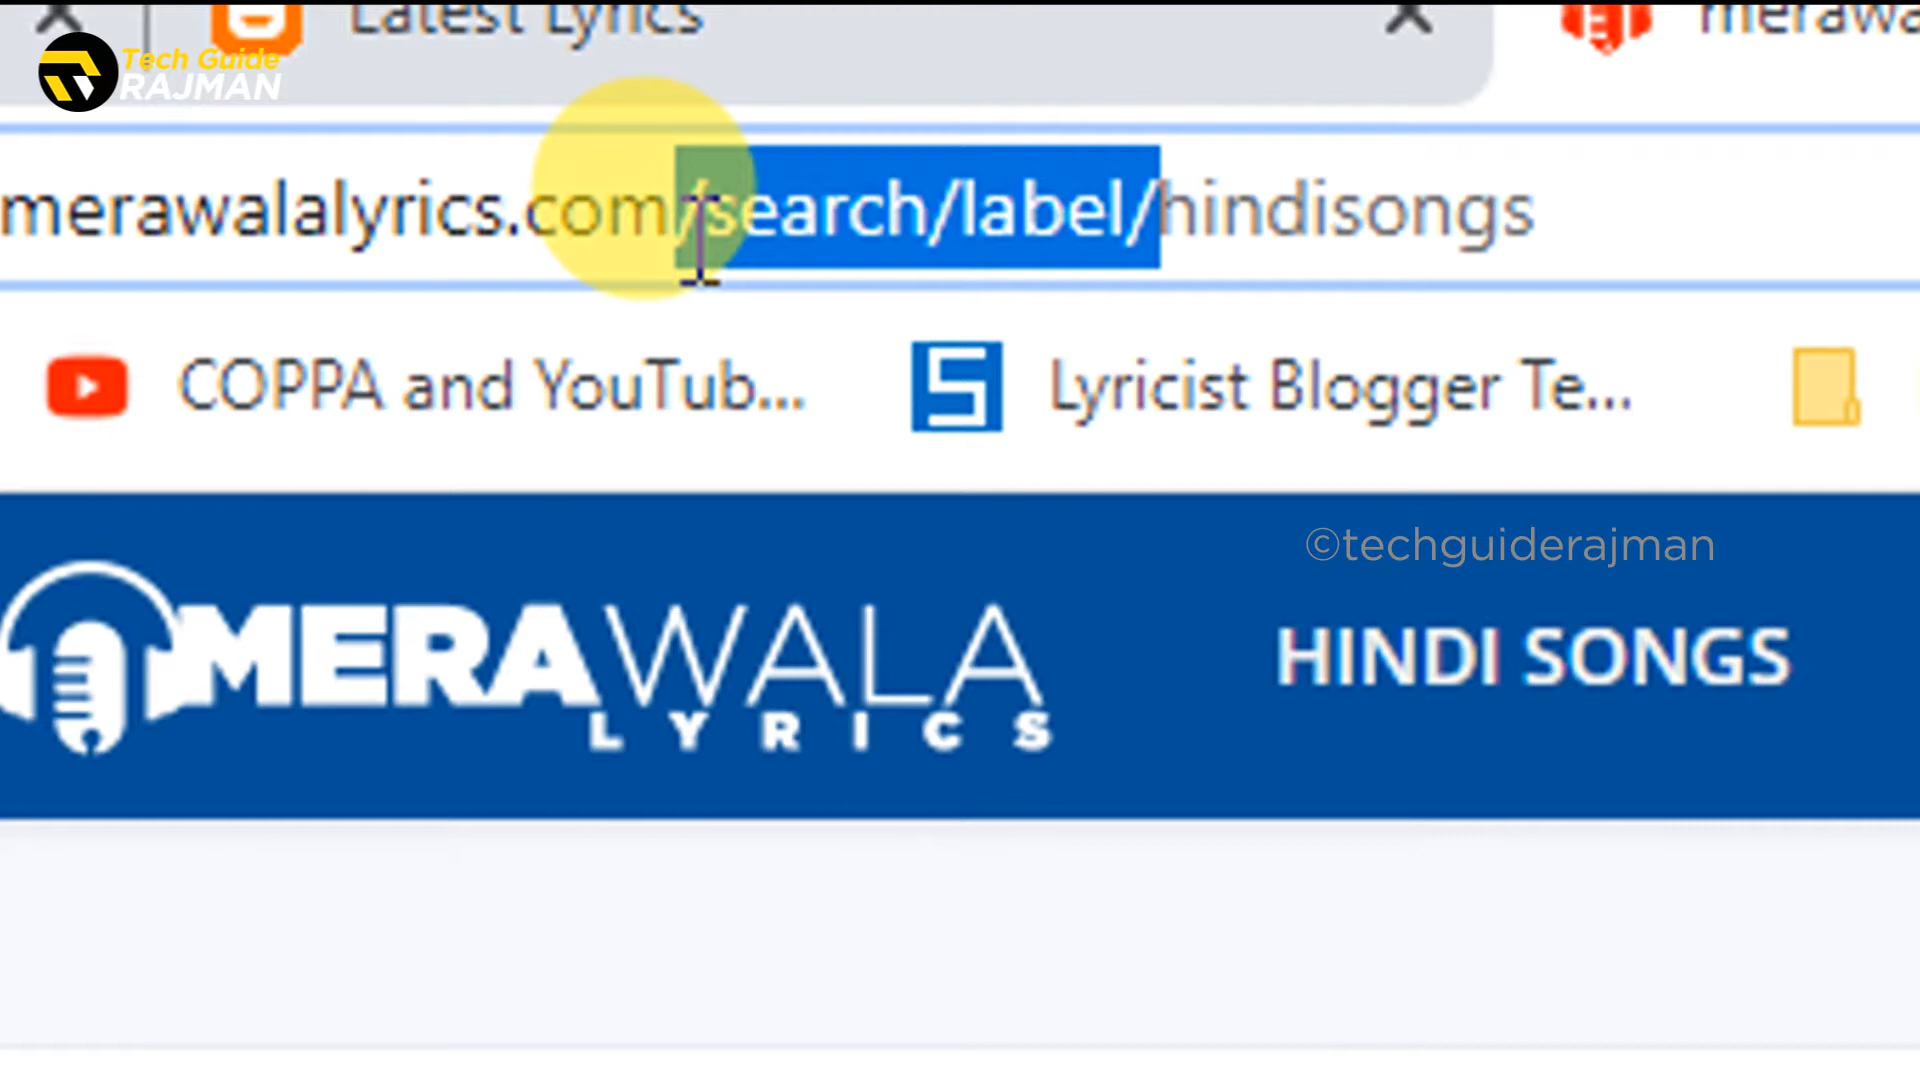 Latest Lyrics
merawa
Tech Guide
RAJMAN
merawalalyrics.com/search/label/hindisongs
COPPA and YouTub...
Lyricist Blogger Te...
©techguiderajman
MERAWALA
LYRICS
HINDI SONGS